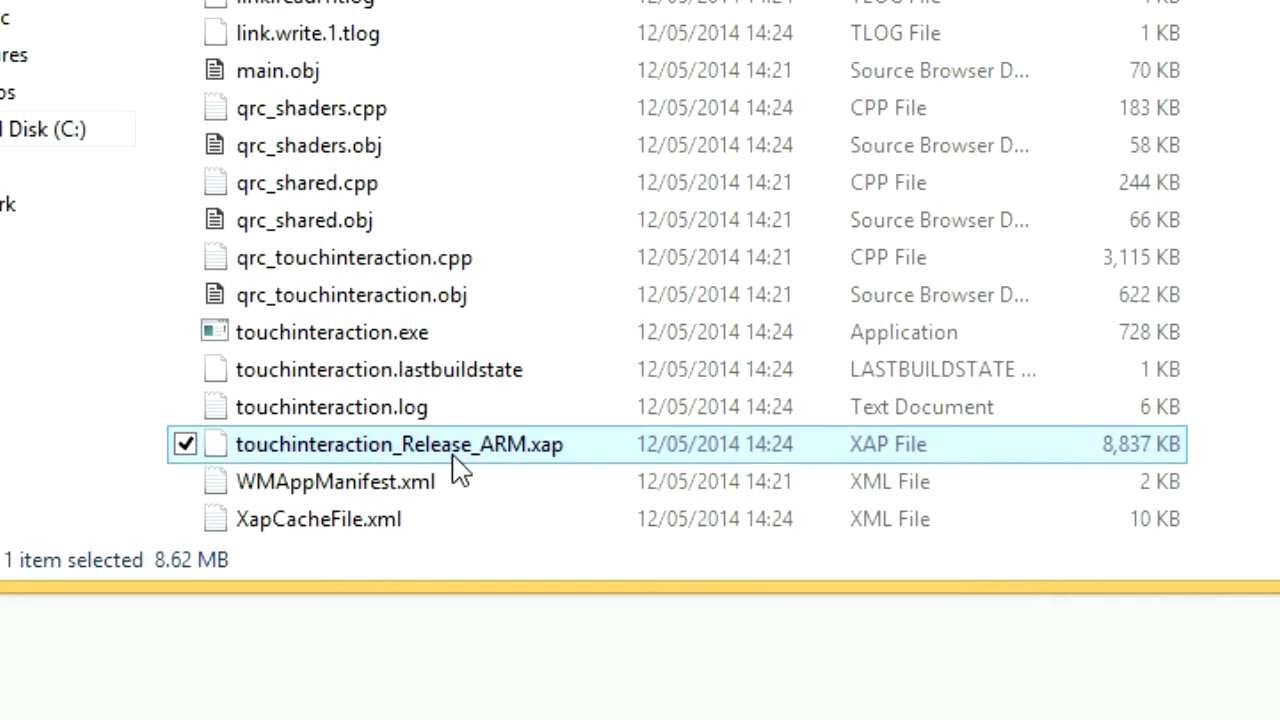 c
link.write.1.tlog 12/05/2014 14:24 TLOG File 1 KB
res
main.obj 12/05/2014 14:21 Source Browser D... 70 KB
os
qrc_shaders.cpp 12/05/2014 14:24 CPP File 183 KB
l Disk (C:)
qrc_shaders.obj 12/05/2014 14:24 Source Browser D... 58 KB
qrc_shared.cpp 12/05/2014 14:21 CPP File 244 KB
rk
qrc_shared.obj 12/05/2014 14:21 Source Browser D... 66 KB
qrc_touchinteraction.cpp 12/05/2014 14:21 CPP File 3,115 KB
qrc_touchinteraction.obj 12/05/2014 14:21 Source Browser D... 622 KB
touchinteraction.exe 12/05/2014 14:24 Application 728 KB
touchinteraction.lastbuildstate 12/05/2014 14:24 LASTBUILDSTATE ... 1 KB
touchinteraction.log 12/05/2014 14:24 Text Document 6 KB
touchinteraction_Release_ARM.xap 12/05/2014 14:24 XAP File 8,837 KB
WMAppManifest.xml 12/05/2014 14:21 XML File 2 KB
XapCacheFile.xml 12/05/2014 14:24 XML File 10 KB
1 item selected 8.62 MB